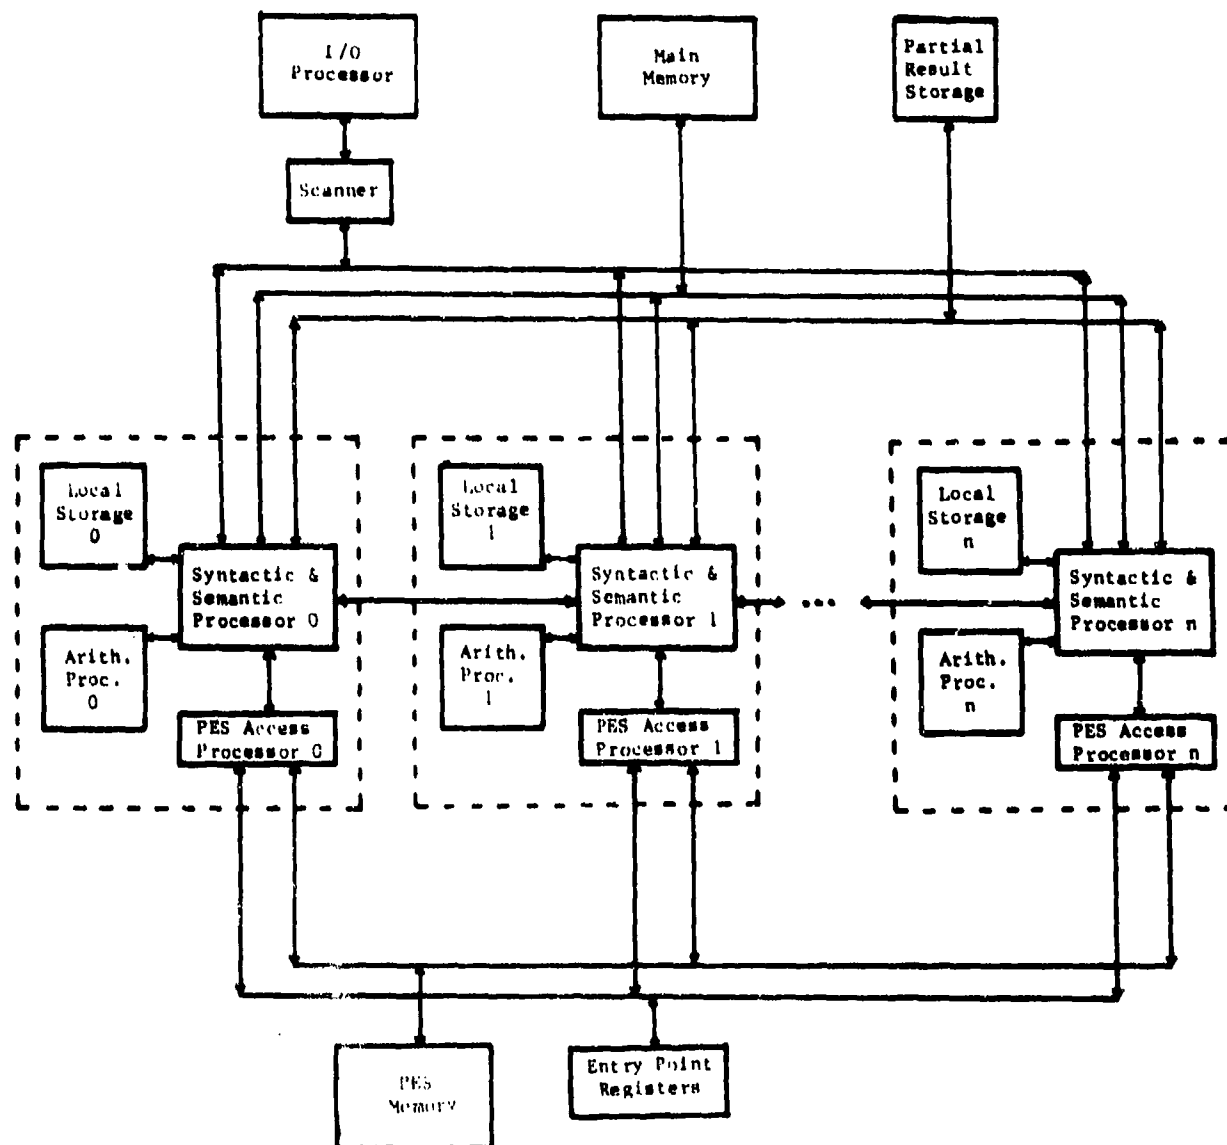 I/O
Processor
Main
Memory
Partial
Result
Storage
Scanner
Local
Storage
0
Syntactic &
Semantic
Processor 0
Arith.
Proc.
0
PES Access
Processor 0
Local
Storage
1
Syntactic &
Semantic
Processor 1
Arith.
Proc.
1
PES Access
Processor 1
...
Local
Storage
n
Syntactic &
Semantic
Processor n
Arith.
Proc.
n
PES Access
Processor n
PES
Memory
Entry Point
Registers